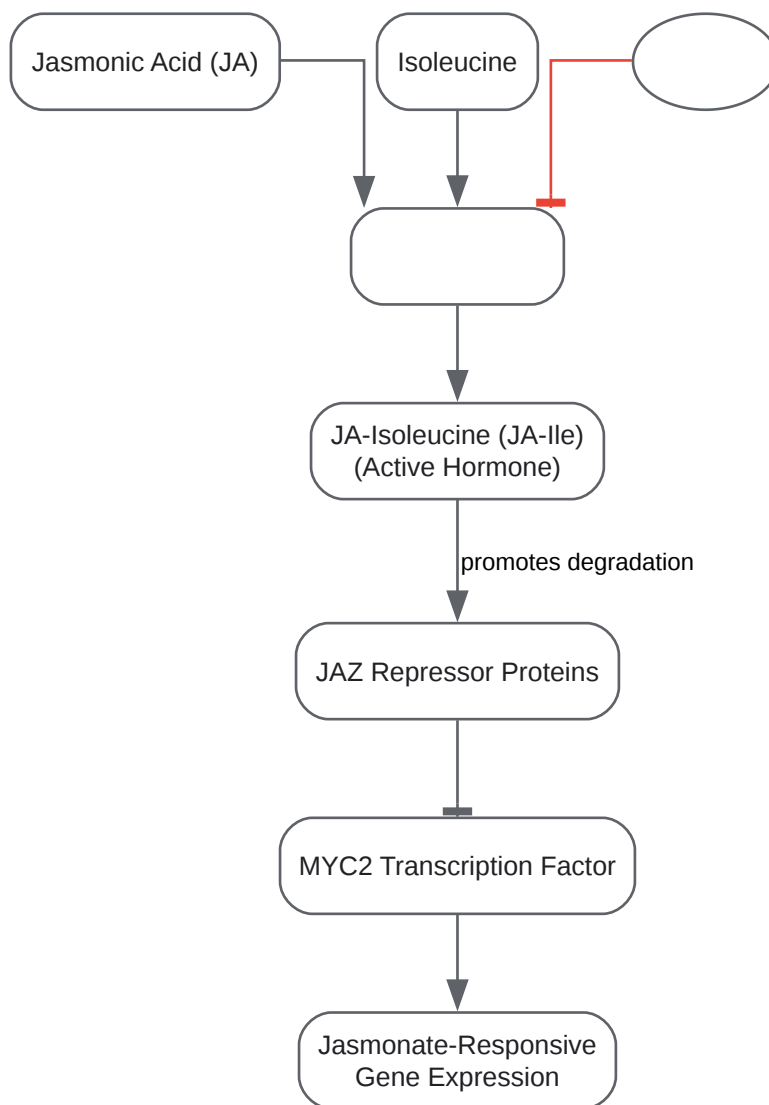 Jasmonic Acid (JA)
Isoleucine
JA-Isoleucine (JA-Ile)
(Active Hormone)
promotes degradation
JAZ Repressor Proteins
MYC2 Transcription Factor
Jasmonate-Responsive
Gene Expression